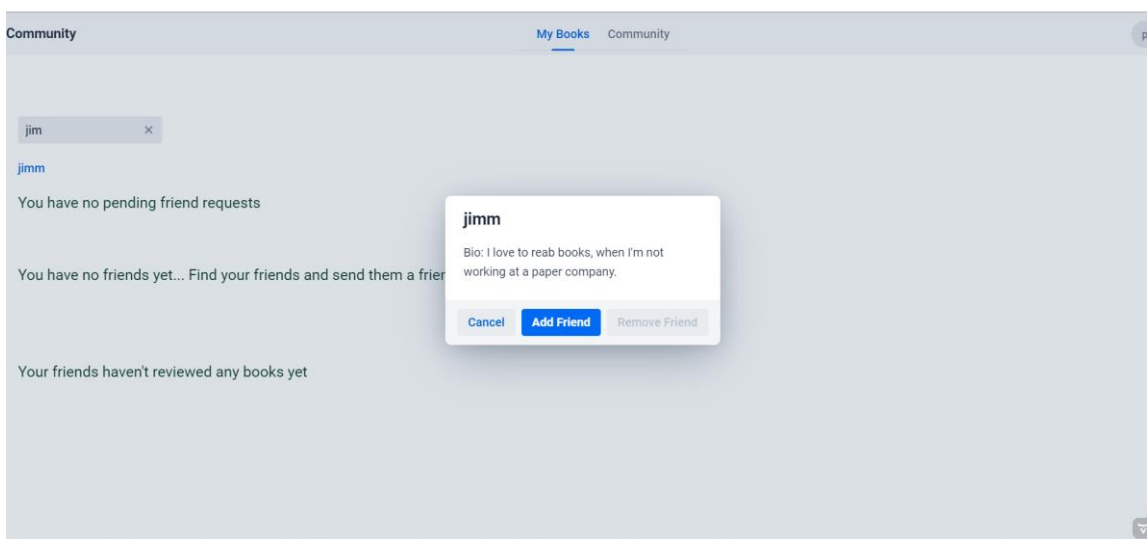 Community
My Books
Community
p
jim
jimm
You have no pending friend requests
You have no friends yet... Find your friends and send them a
Your friends haven't reviewed any books yet
jimm
Bio: I love to reab books, when I'm not
working at a paper company.
Cancel
Add Friend
Remove Friend